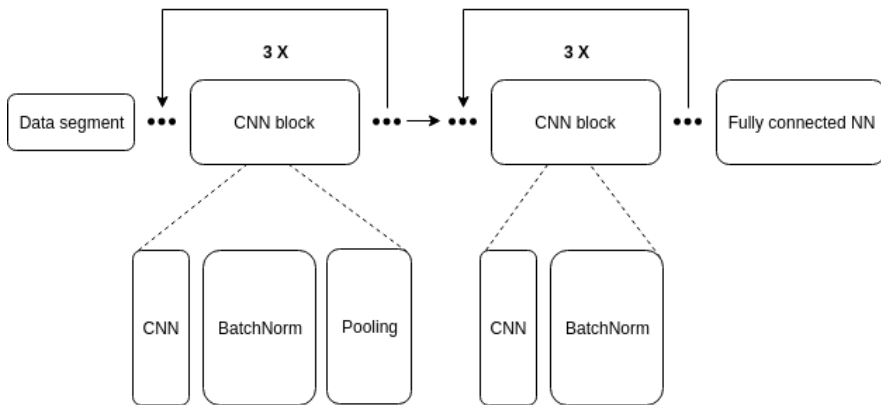 3 X
3 X
Data segment
CNN block
CNN block
Fully connected NN
CNN
BatchNorm
Pooling
CNN
BatchNorm